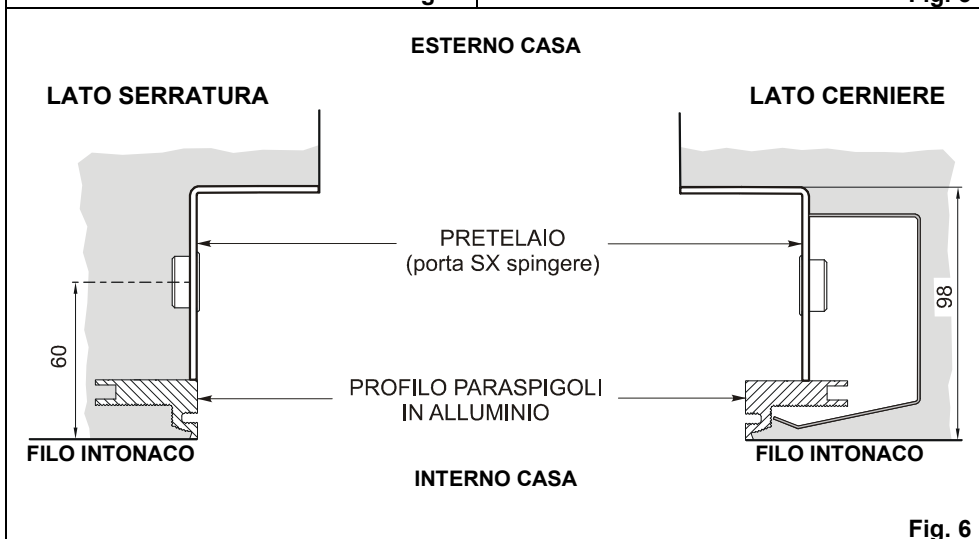 ESTERNO CASA
LATO SERRATURA
LATO CERNIERE
PRETELAIO
(porta SX spingere)
98
60
PROFILO PARASPIGOLI
IN ALLUMINIO
FILO INTONACO
FILO INTONACO
INTERNO CASA
Fig. 6